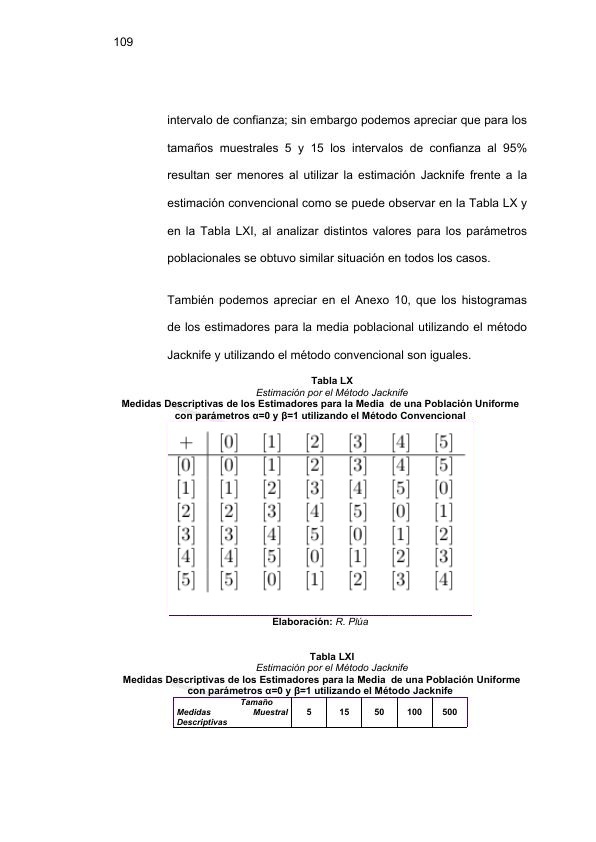 109
intervalo de confianza; sin embargo podemos apreciar que para los
tamaños muestrales 5 y 15 los intervalos de confianza al 95%
resultan ser menores al utilizar la estimación Jacknife frente a la
estimación convencional como se puede observar en la Tabla LX y
en la Tabla LXI, al analizar distintos valores para los parámetros
poblacionales se obtuvo similar situación en todos los casos.
También podemos apreciar en el Anexo 10, que los histogramas
de los estimadores para la media poblacional utilizando el método
Jacknife y utilizando el método convencional son iguales.
Tabla LX
Estimación por el Método Jacknife
Medidas Descriptivas de los Estimadores para la Media de una Población Uniforme
con parámetros α=0 y β=1 utilizando el Método Convencional
+ [0] [1] [2] [3] [4] [5]
[0] [0] [1] [2] [3] [4] [5]
[1] [1] [2] [3] [4] [5] [0]
[2] [2] [3] [4] [5] [0] [1]
[3] [3] [4] [5] [0] [1] [2]
[4] [4] [5] [0] [1] [2] [3]
[5] [5] [0] [1] [2] [3] [4]
Elaboración: R. Plúa
Tabla LXI
Estimación por el Método Jacknife
Medidas Descriptivas de los Estimadores para la Media de una Población Uniforme
con parámetros α=0 y β=1 utilizando el Método Jacknife
Tamaño
Medidas Muestral 5 15 50 100 500
Descriptivas